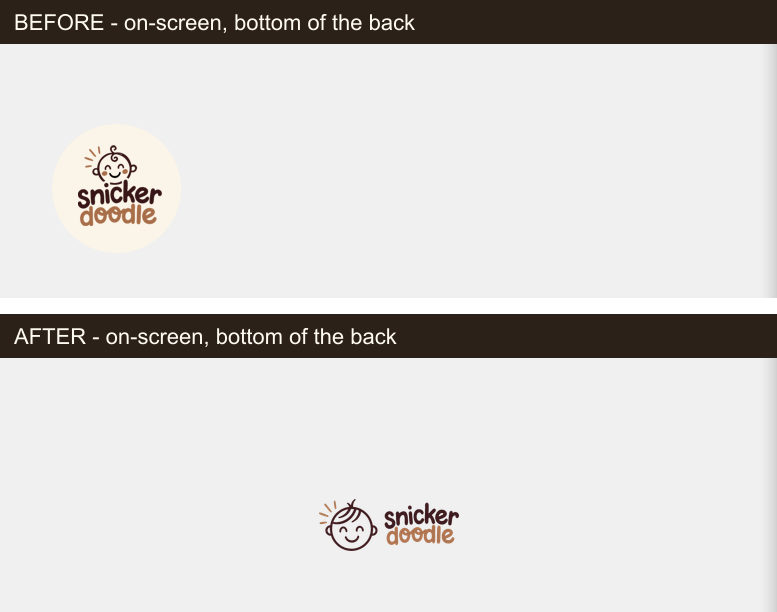 BEFORE - on-screen, bottom of the back
snicker
doodle
AFTER - on-screen, bottom of the back
snicker
doodle